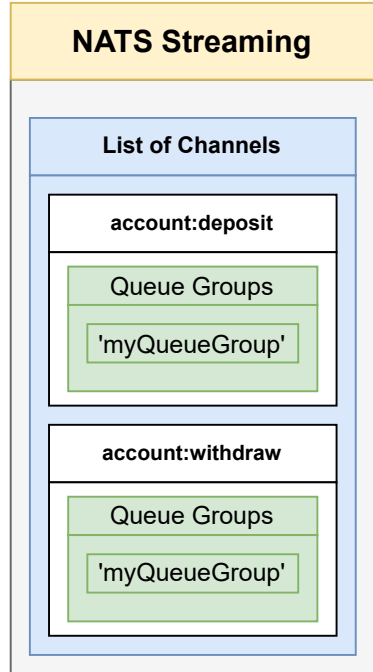 NATS Streaming
List of Channels
account:deposit
Queue Groups
'myQueueGroup'
account:withdraw
Queue Groups
'myQueueGroup'